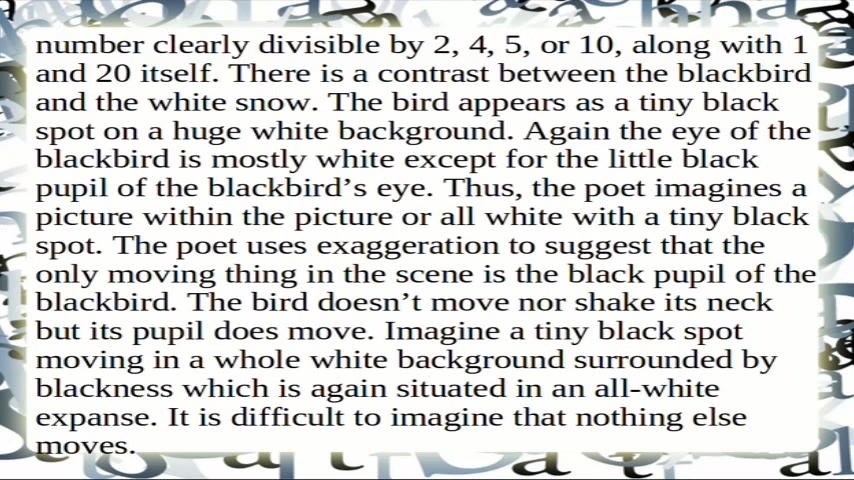 number clearly divisible by 2, 4, 5, or 10, along with 1
and 20 itself. There is a contrast between the blackbird
and the white snow. The bird appears as a tiny black
spot on a huge white background. Again the eye of the
blackbird is mostly white except for the little black
pupil of the blackbird’s eye. Thus, the poet imagines a
picture within the picture or all white with a tiny black
spot. The poet uses exaggeration to suggest that the
only moving thing in the scene is the black pupil of the
blackbird. The bird doesn’t move nor shake its neck
but its pupil does move. Imagine a tiny black spot
moving in a whole white background surrounded by
blackness which is again situated in an all-white
expanse. It is difficult to imagine that nothing else
moves.